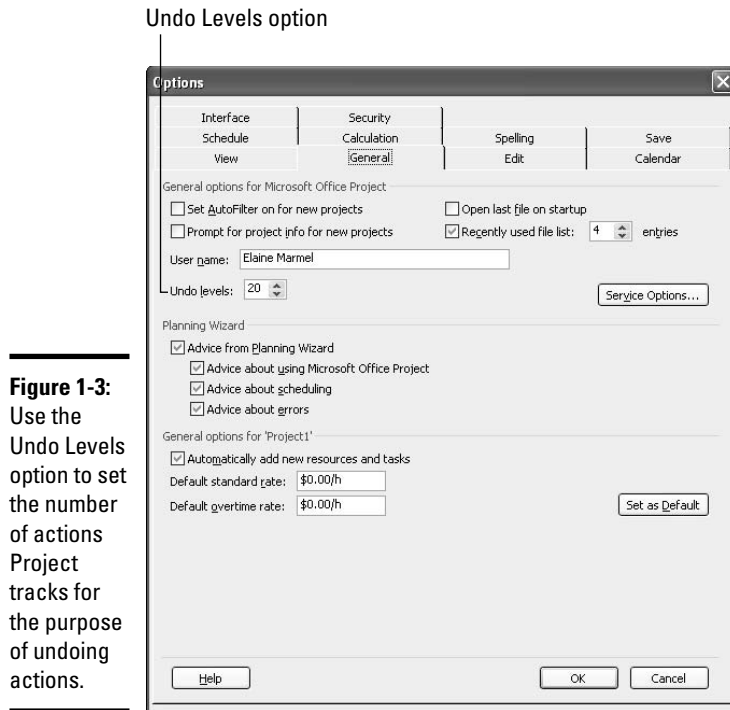 Undo Levels option
Options
Interface Security
Schedule Calculation Spelling Save
View General Edit Calendar
General options for Microsoft Office Project
Set AutoFilter on for new projects Open last file on startup
Prompt for project info for new projects Recently used file list: 4 entries
User name: Elaine Marmel
Undo levels: 20
Service Options...
Planning Wizard
Advice from Planning Wizard
Advice about using Microsoft Office Project
Advice about scheduling
Advice about errors
General options for 'Project1'
Automatically add new resources and tasks
Default standard rate: $0.00/h
Default overtime rate: $0.00/h Set as Default
Help OK Cancel
Figure 1-3:
Use the
Undo Levels
option to set
the number
of actions
Project
tracks for
the purpose
of undoing
actions.